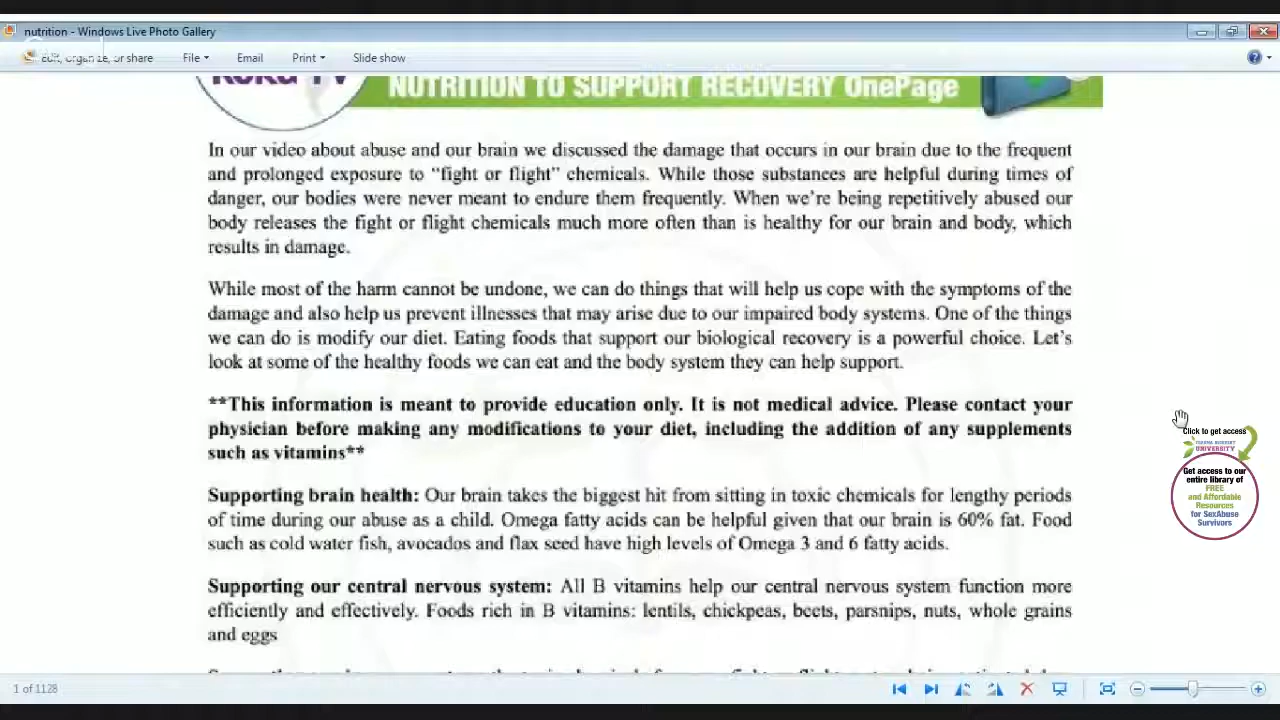 nutrition - Windows Live Photo Gallery
Edit, organize, or share File Email Print Slide show
NUTRITION TO SUPPORT RECOVERY OnePage
In our video about abuse and our brain we discussed the damage that occurs in our brain due to the frequent
and prolonged exposure to “fight or flight” chemicals. While those substances are helpful during times of
danger, our bodies were never meant to endure them frequently. When we’re being repetitively abused our
body releases the fight or flight chemicals much more often than is healthy for our brain and body, which
results in damage.
While most of the harm cannot be undone, we can do things that will help us cope with the symptoms of the
damage and also help us prevent illnesses that may arise due to our impaired body systems. One of the things
we can do is modify our diet. Eating foods that support our biological recovery is a powerful choice. Let’s
look at some of the healthy foods we can eat and the body system they can help support.
**This information is meant to provide education only. It is not medical advice. Please contact your
physician before making any modifications to your diet, including the addition of any supplements
such as vitamins**
Supporting brain health: Our brain takes the biggest hit from sitting in toxic chemicals for lengthy periods
of time during our abuse as a child. Omega fatty acids can be helpful given that our brain is 60% fat. Food
such as cold water fish, avocados and flax seed have high levels of Omega 3 and 6 fatty acids.
Supporting our central nervous system: All B vitamins help our central nervous system function more
efficiently and effectively. Foods rich in B vitamins: lentils, chickpeas, beets, parsnips, nuts, whole grains
and eggs
Click to get access
UNIVERSITY
Get access to our
entire library of
FREE
and Affordable
Resources
for SexAbuse
Survivors
1 of 1128